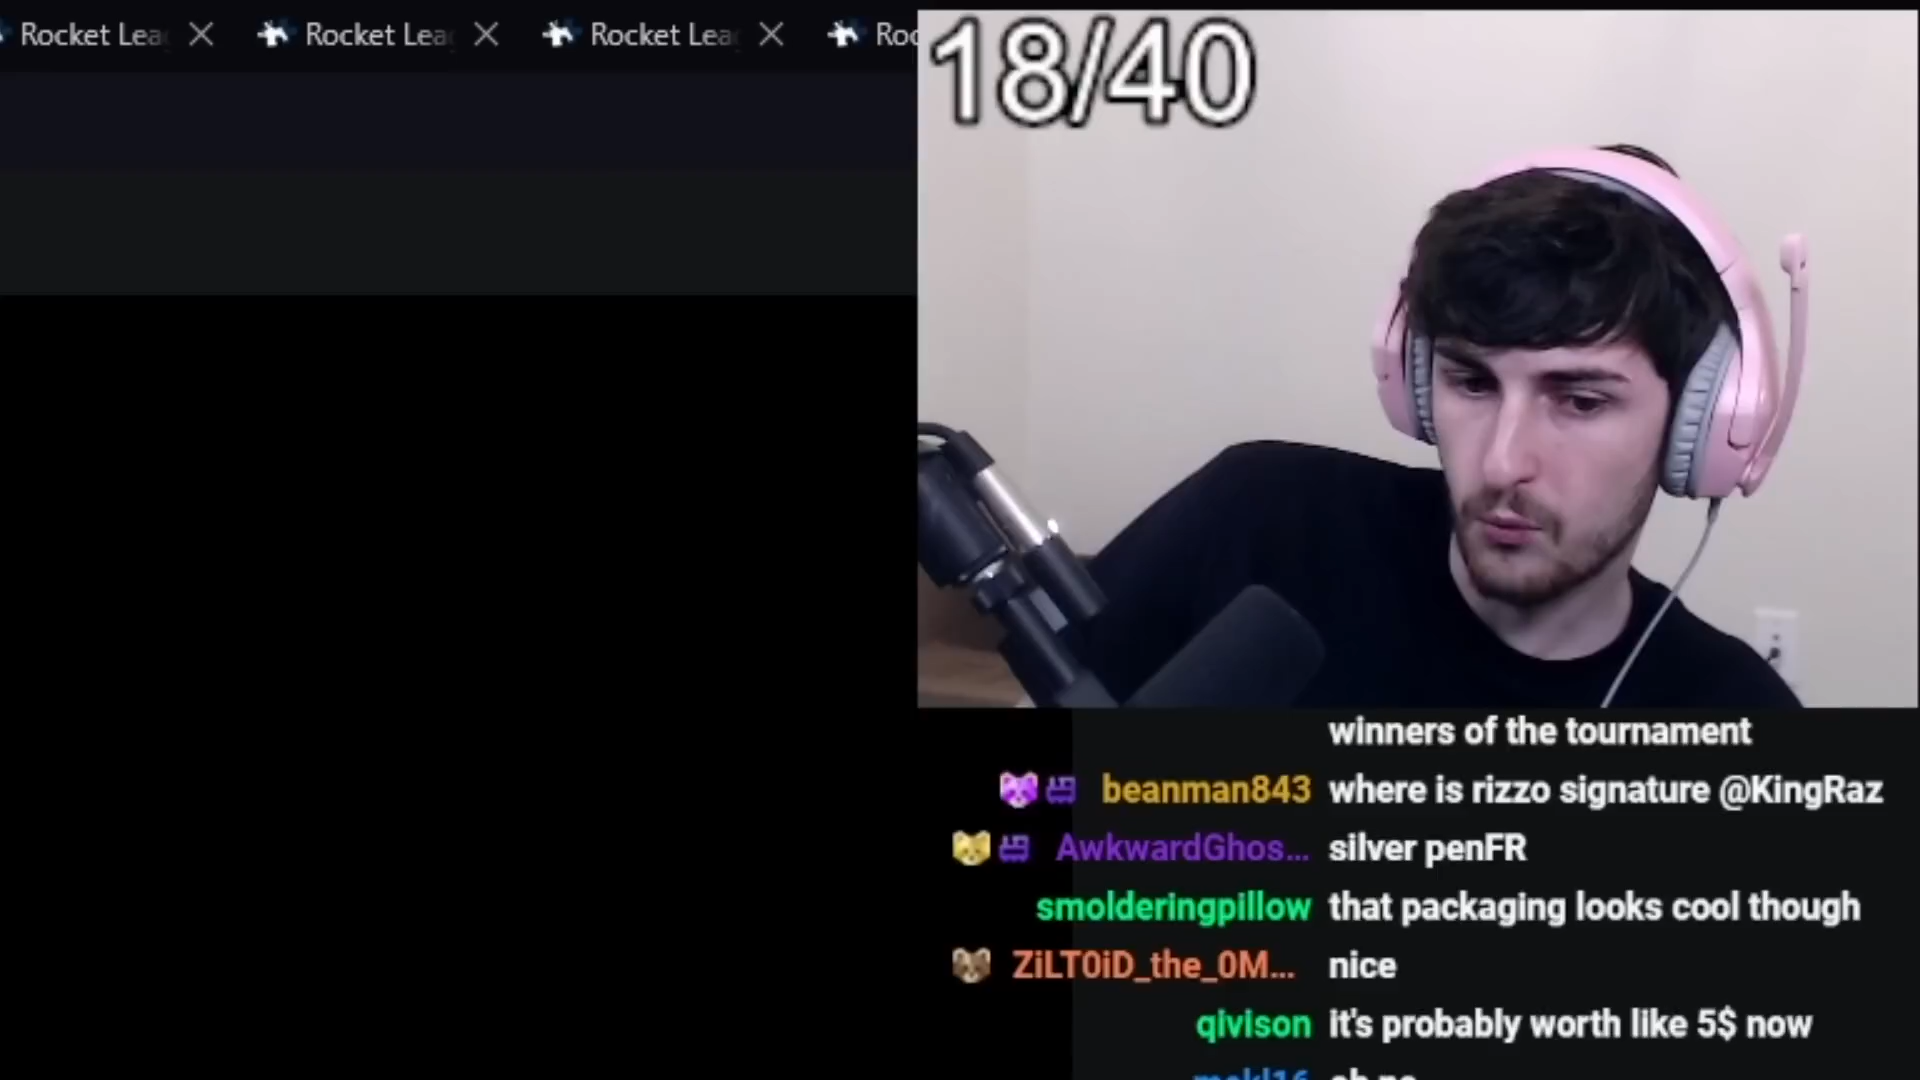 Rocket Lea
Rocket Lea
Rocket Lea
Roc
18/40
winners of the tournament
beanman843 where is rizzo signature @KingRaz
AwkwardGhos... silver penFR
smolderingpillow that packaging looks cool though
ZiLT0iD_the_0M... nice
qivison it's probably worth like 5$ now